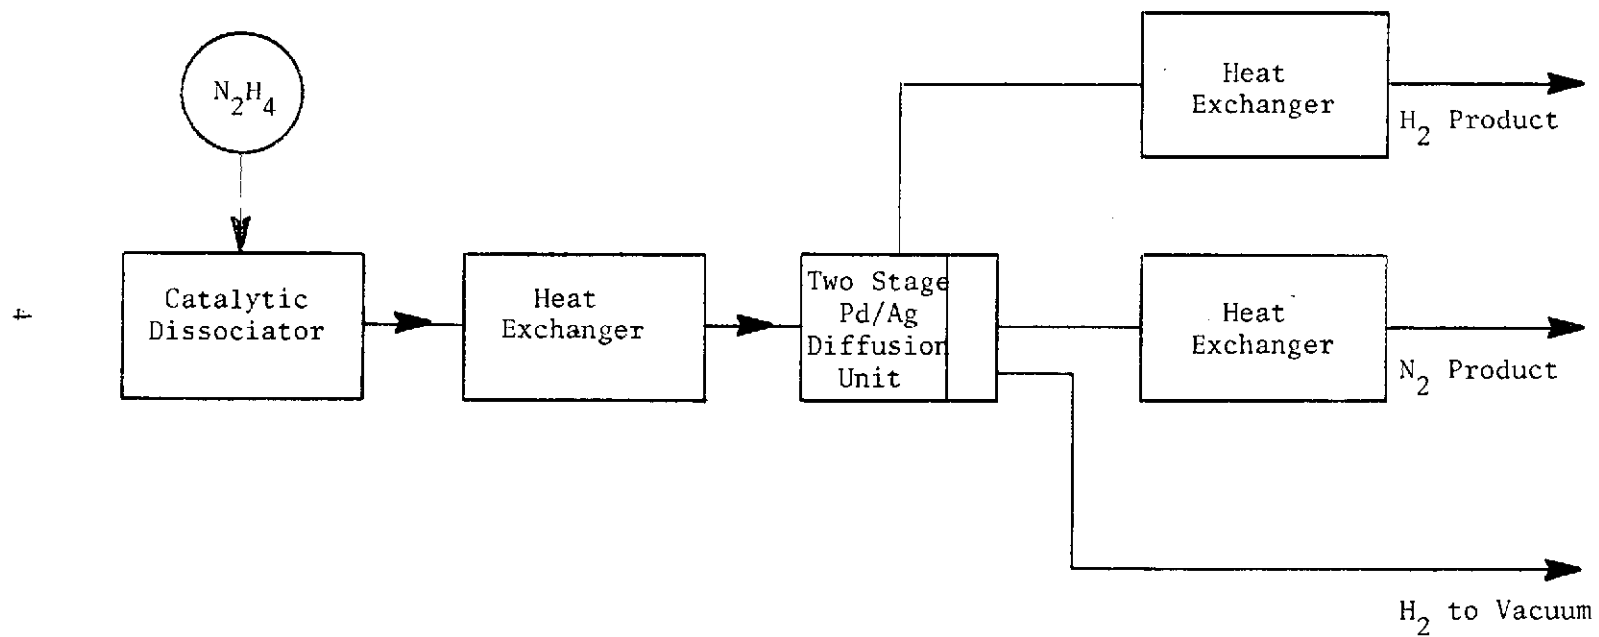 N2H4
Catalytic
Dissociator
Heat
Exchanger
Two Stage
Pd/Ag
Diffusion
Unit
Heat
Exchanger
H2 Product
Heat
Exchanger
N2 Product
H2 to Vacuum